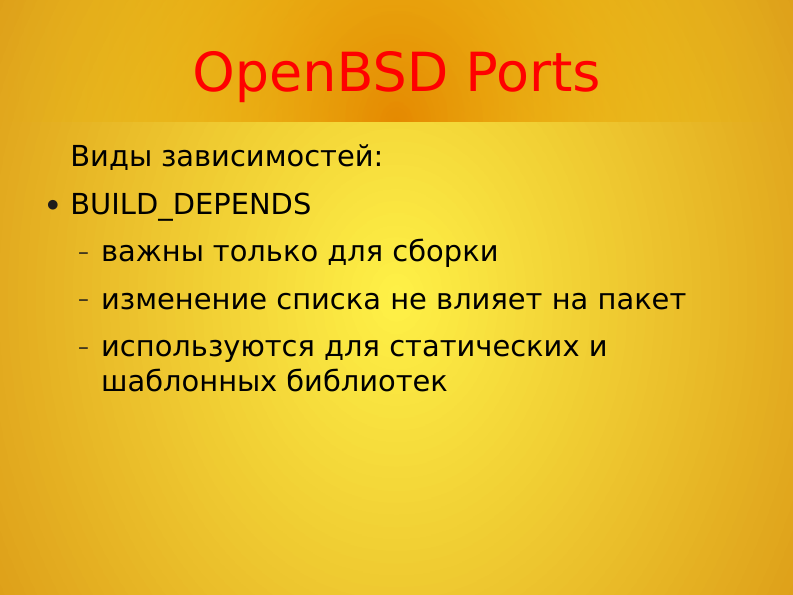 OpenBSD Ports
Виды зависимостей:
• BUILD_DEPENDS
– важны только для сборки
– изменение списка не влияет на пакет
– используются для статических и
шаблонных библиотек